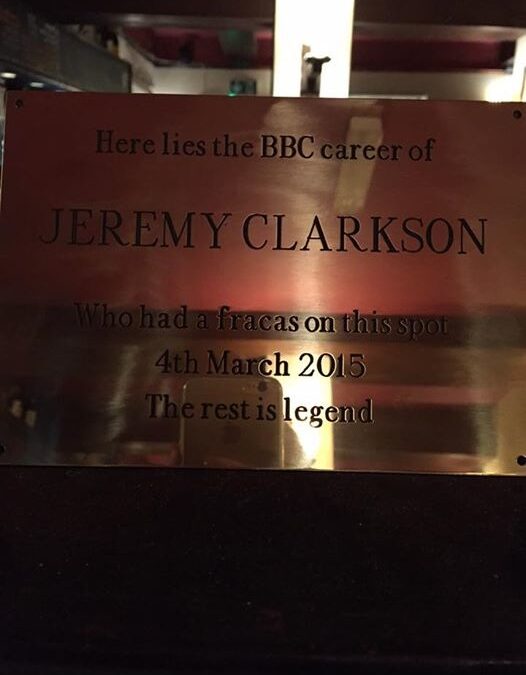 Here lies the BBC career of
JEREMY CLARKSON
Who had a fracas on this spot
4th March 2015
The rest is legend